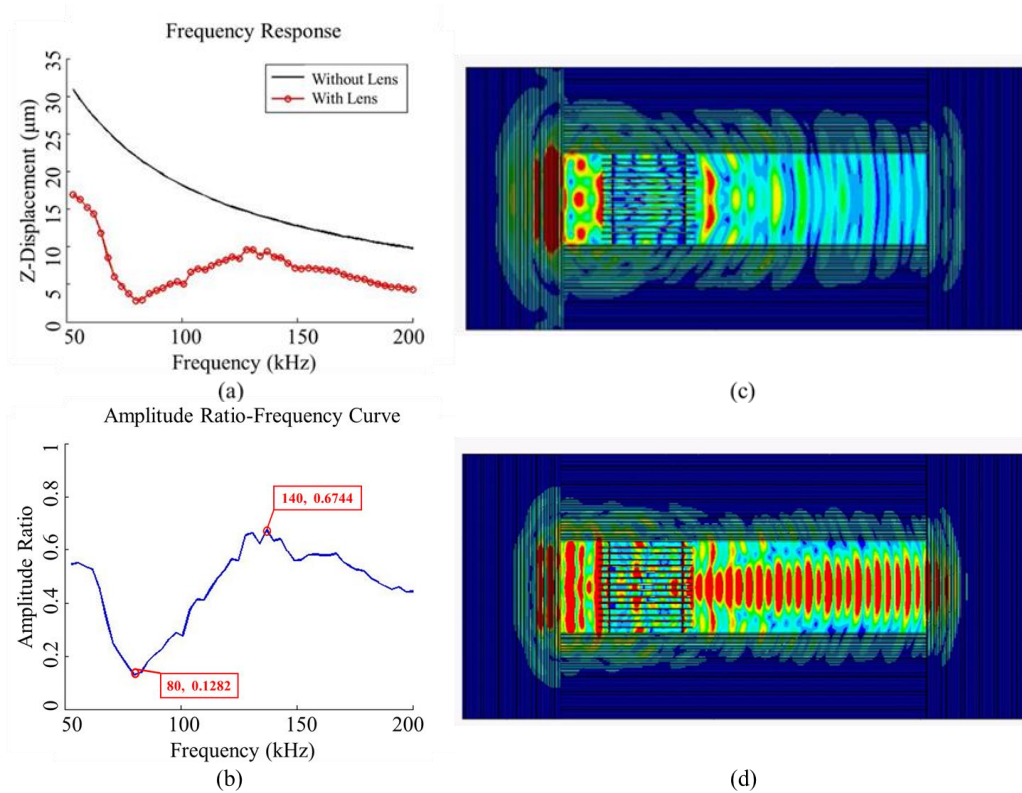 Frequency Response
35
30
25
20
15
10
5
0
Z-Displacement (μm)
Without Lens
With Lens
50
100
150
200
Frequency (kHz)
(a)
Amplitude Ratio-Frequency Curve
1
0.8
0.6
0.4
0.2
0
Amplitude Ratio
140, 0.6744
80, 0.1282
50
100
150
200
Frequency (kHz)
(b)
(c)
(d)